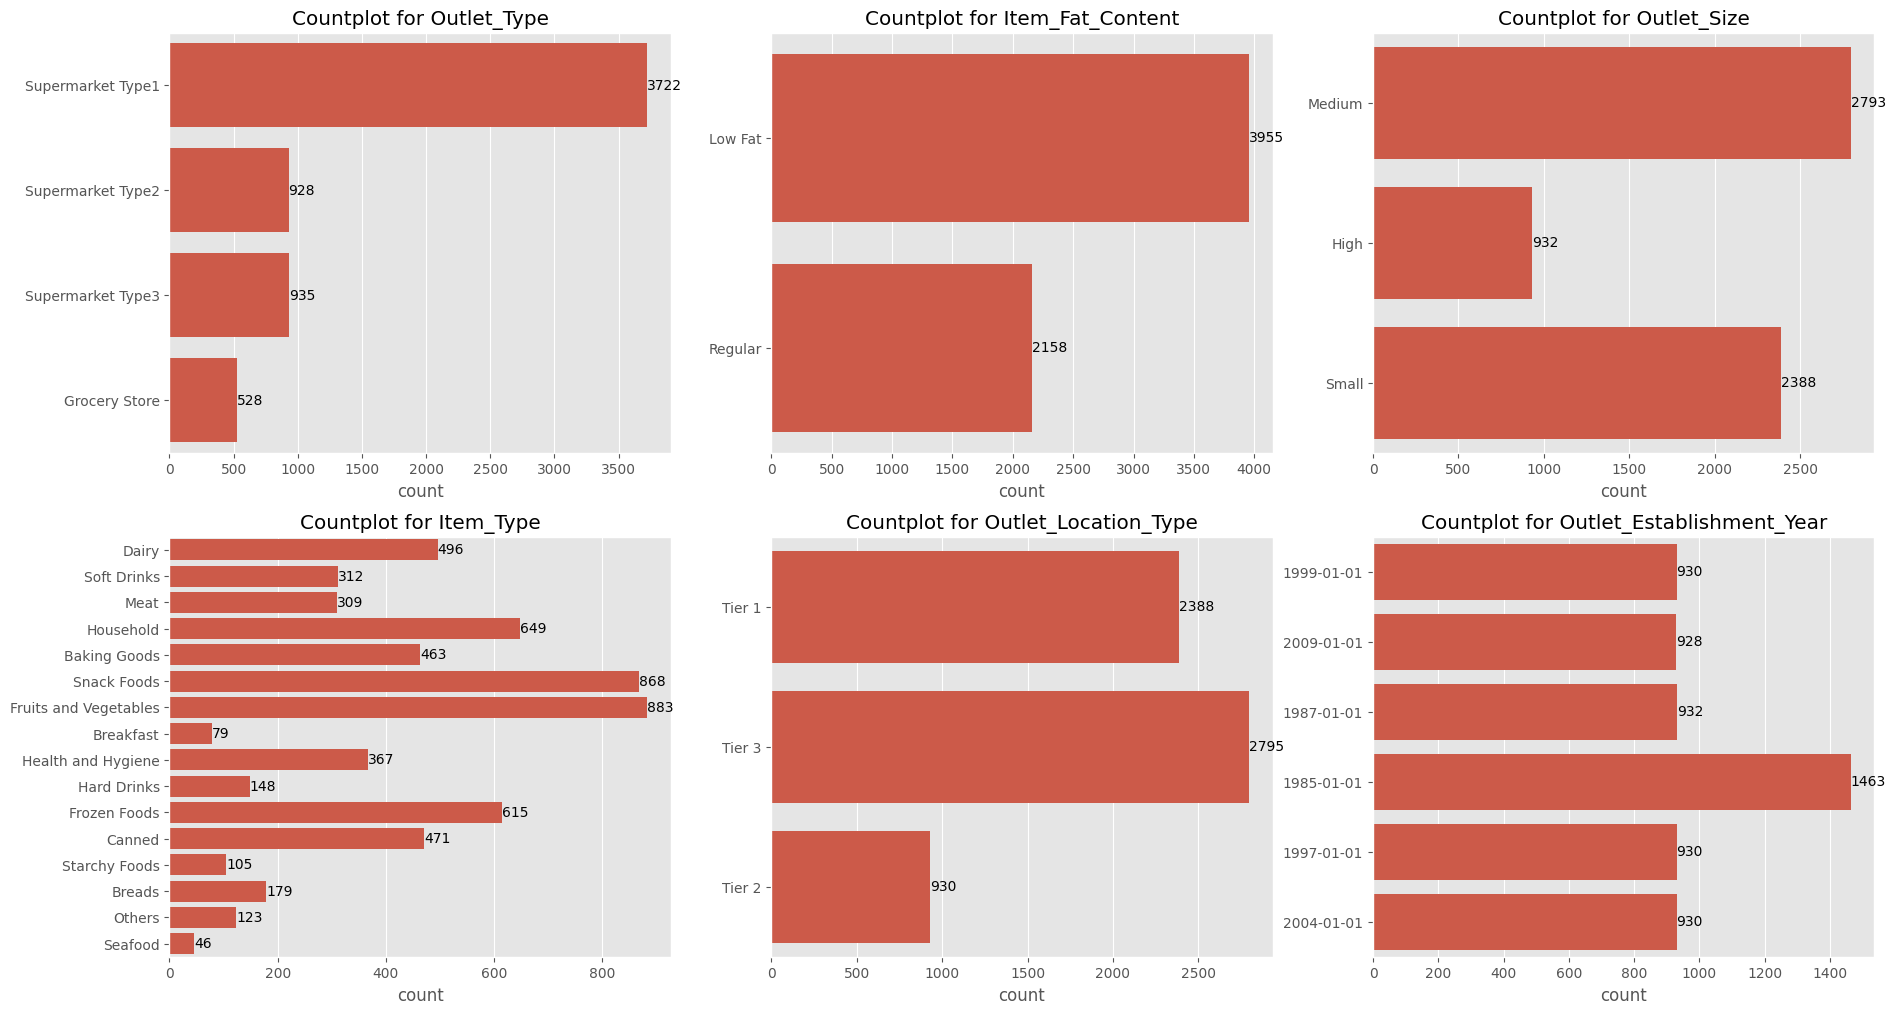 Countplot for Outlet_Type
Supermarket Type1
3722
Supermarket Type2
928
Supermarket Type3
935
Grocery Store
528
0 500 1000 1500 2000 2500 3000 3500
count
Countplot for Item_Fat_Content
Low Fat
3955
Regular
2158
0 500 1000 1500 2000 2500 3000 3500 4000
count
Countplot for Outlet_Size
Medium
2793
High
932
Small
2388
0 500 1000 1500 2000 2500
count
Countplot for Item_Type
Dairy
496
Soft Drinks
312
Meat
309
Household
649
Baking Goods
463
Snack Foods
868
Fruits and Vegetables
883
Breakfast
79
Health and Hygiene
367
Hard Drinks
148
Frozen Foods
615
Canned
471
Starchy Foods
105
Breads
179
Others
123
Seafood
46
0 200 400 600 800
count
Countplot for Outlet_Location_Type
Tier 1
2388
Tier 3
2795
Tier 2
930
0 500 1000 1500 2000 2500
count
Countplot for Outlet_Establishment_Year
1999-01-01
930
2009-01-01
928
1987-01-01
932
1985-01-01
1463
1997-01-01
930
2004-01-01
930
0 200 400 600 800 1000 1200 1400
count